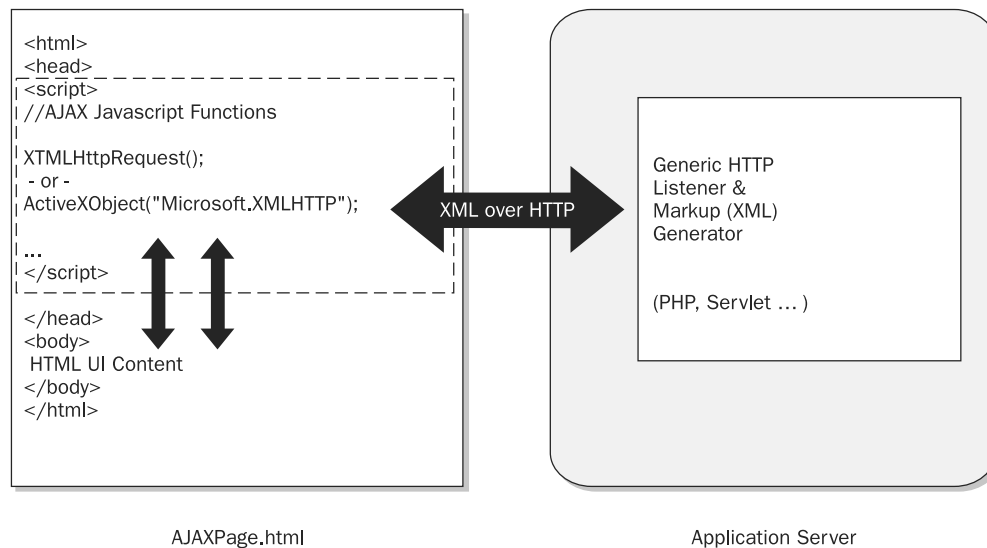 <html>
<head>
<script>
//AJAX Javascript Functions
XTMLHttpRequest();
- or -
ActiveXObject("Microsoft.XMLHTTP");
...
</script>
</head>
<body>
HTML UI Content
</body>
</html>
XML over HTTP
Generic HTTP
Listener &
Markup (XML)
Generator
(PHP, Servlet ... )
AJAXPage.html
Application Server